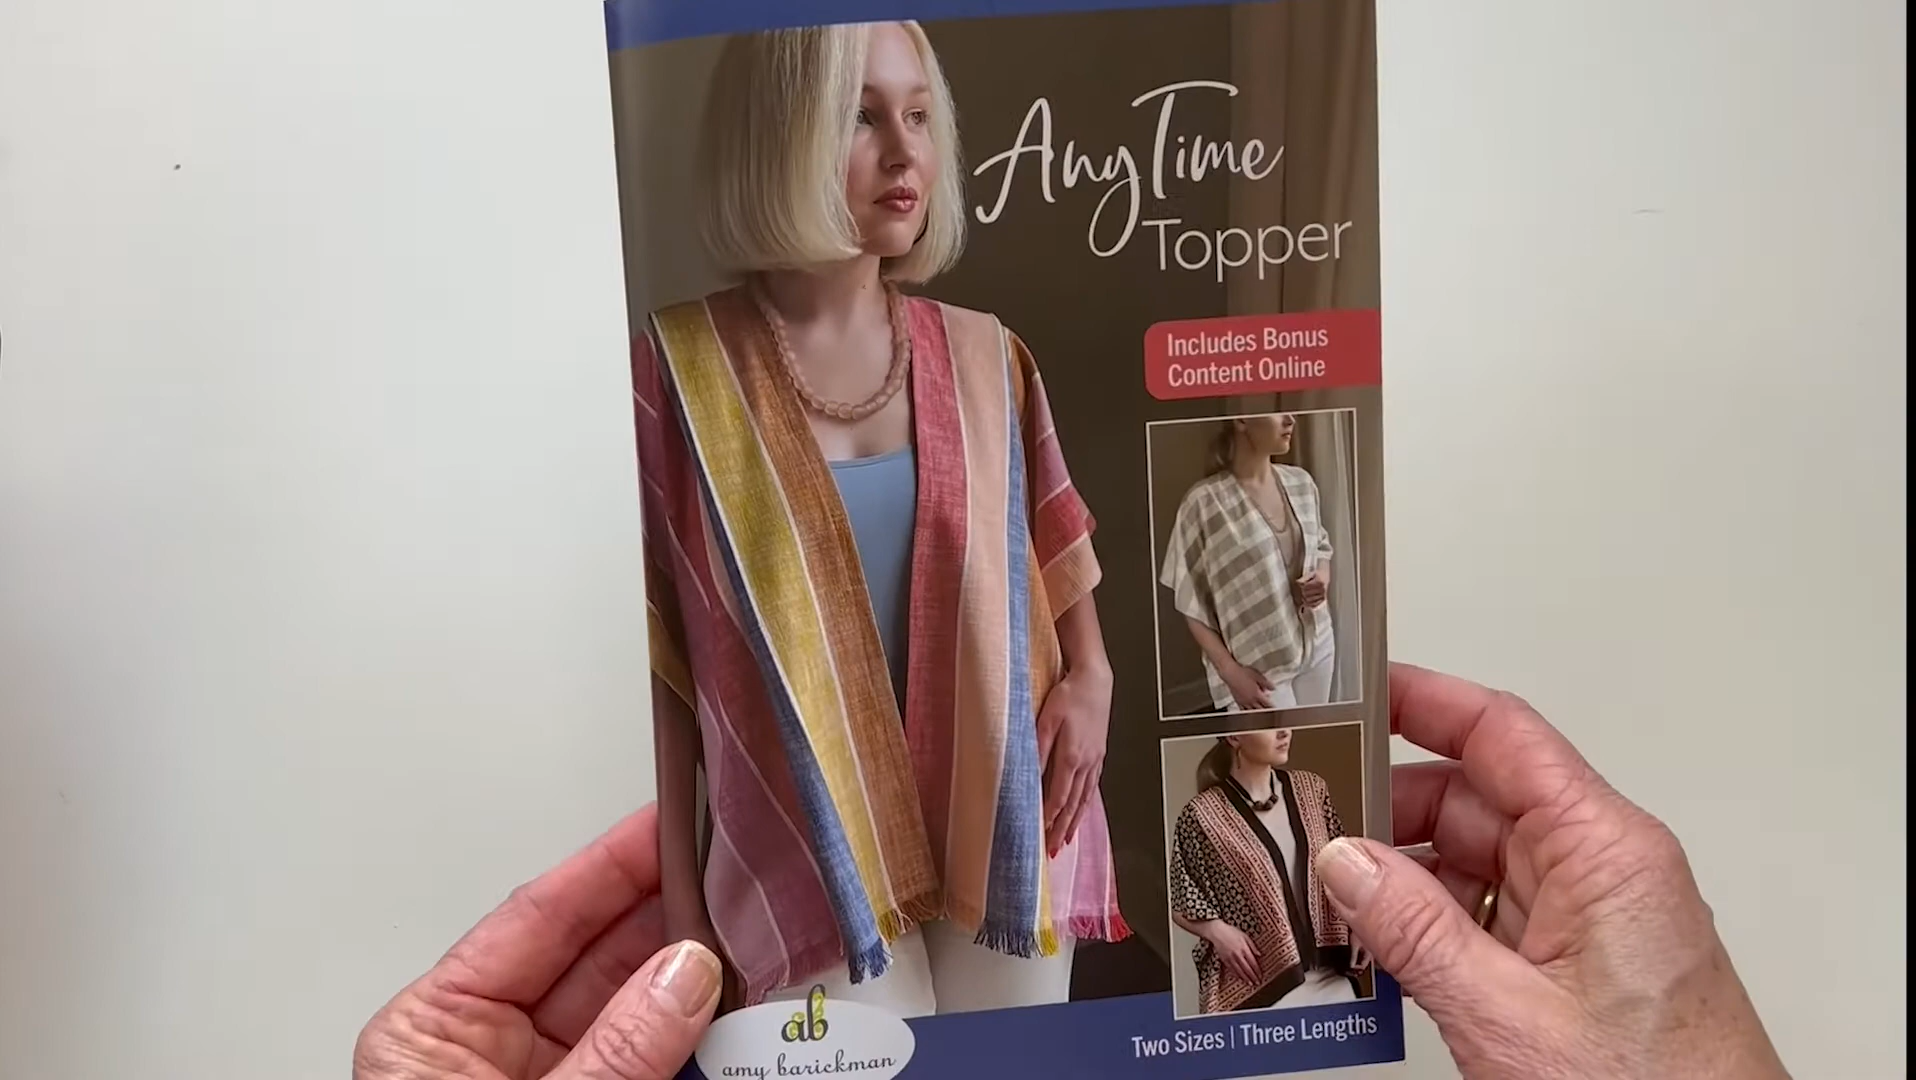 AnyTime
Topper
Includes Bonus
Content Online
ab
amy barickman
Two Sizes | Three Lengths